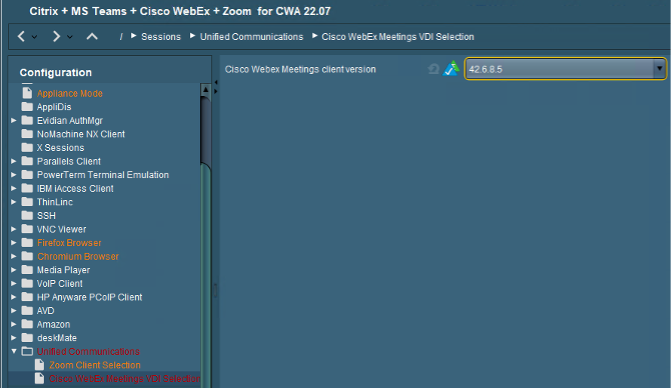 Citrix + MS Teams + Cisco WebEx + Zoom for CWA 22.07
/ Sessions Unified Communications Cisco WebEx Meetings VDI Selection
Configuration
Cisco Webex Meetings client version 42.6.8.5
Appliance Mode
AppliDis
Evidian AuthMgr
NoMachine NX Client
X Sessions
Parallels Client
PowerTerm Terminal Emulation
IBM iAccess Client
ThinLinc
SSH
VNC Viewer
Firefox Browser
Chromium Browser
Media Player
VoIP Client
HP Anyware PCoIP Client
AVD
Amazon
deskMate
Unified Communications
Zoom Client Selection
Cisco WebEx Meetings VDI Selection